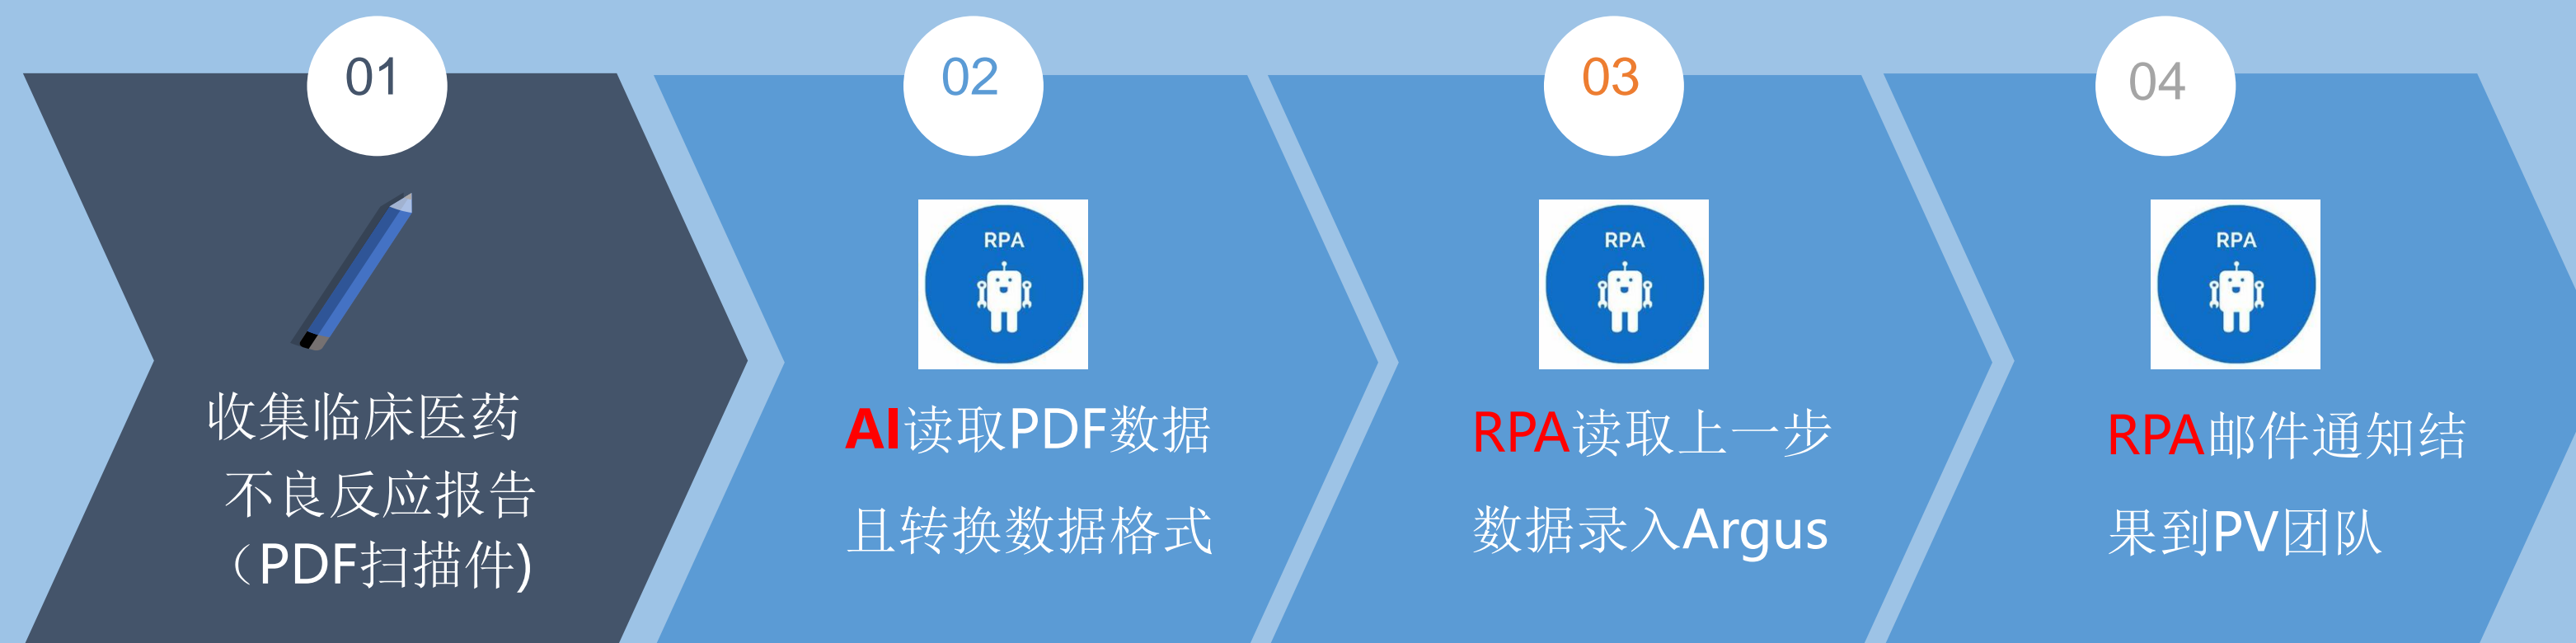 01
收集临床医药
不良反应报告
（PDF扫描件)
02
RPA
AI读取PDF数据
且转换数据格式
03
RPA
RPA读取上一步
数据录入Argus
04
RPA
RPA邮件通知结
果到PV团队